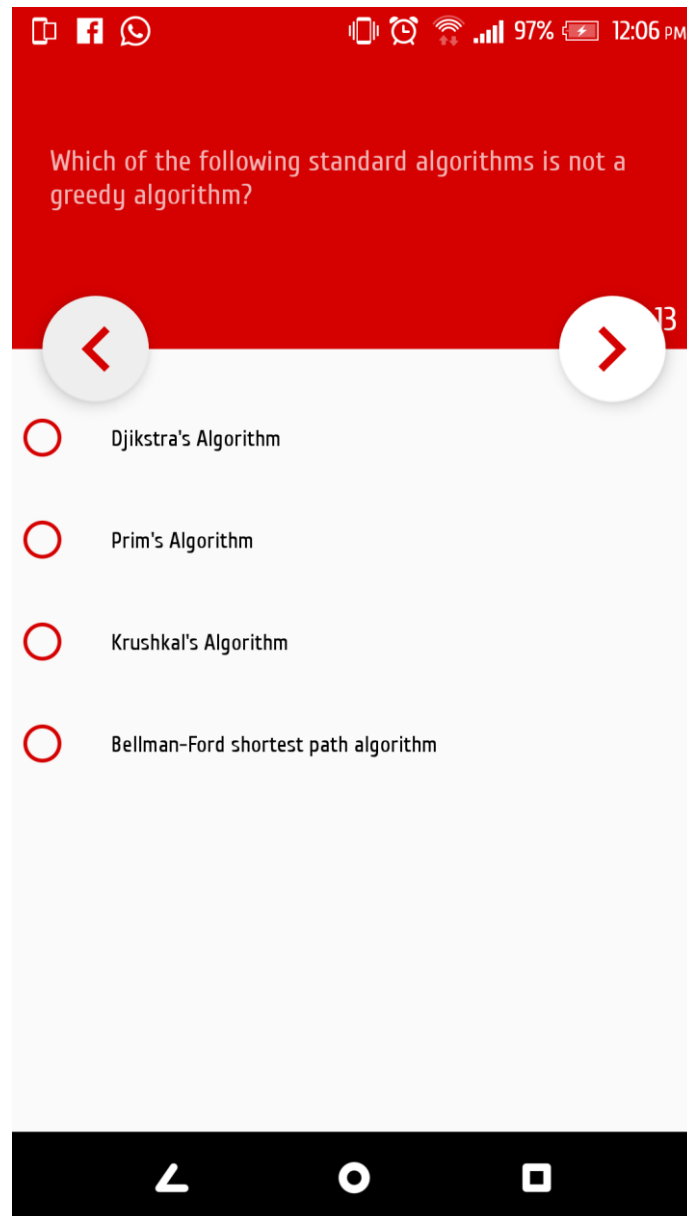 97% 12:06 PM
Which of the following standard algorithms is not a
greedy algorithm?
13
Djikstra's Algorithm
Prim's Algorithm
Krushkal's Algorithm
Bellman-Ford shortest path algorithm